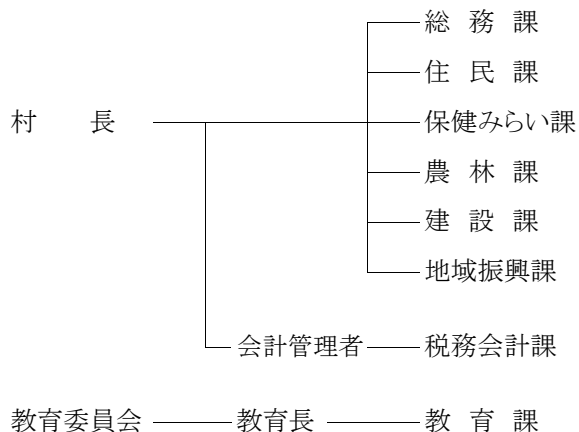 総 務 課
住 民 課
村 長
保健みらい課
農 林 課
建 設 課
地域振興課
会計管理者 税務会計課
教育委員会 教育長 教 育 課